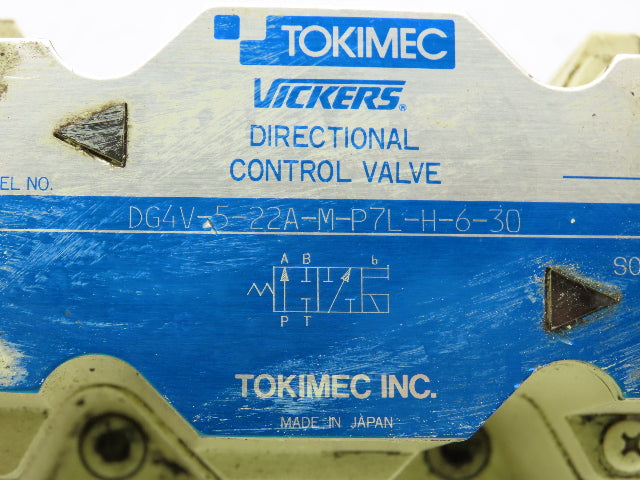 TOKIMEC
VICKERS®
DIRECTIONAL
CONTROL VALVE
EL NO.
DG4V-5-22A-M-P7L-H-6-30
A B b
SO
P T
TOKIMEC INC.
MADE IN JAPAN